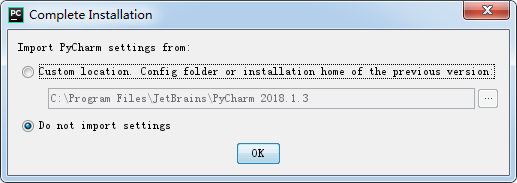 PC
Complete Installation
Import PyCharm settings from:
Custom location. Config folder or installation home of the previous version:
C:\Program Files\JetBrains\PyCharm 2018.1.3
...
Do not import settings
OK